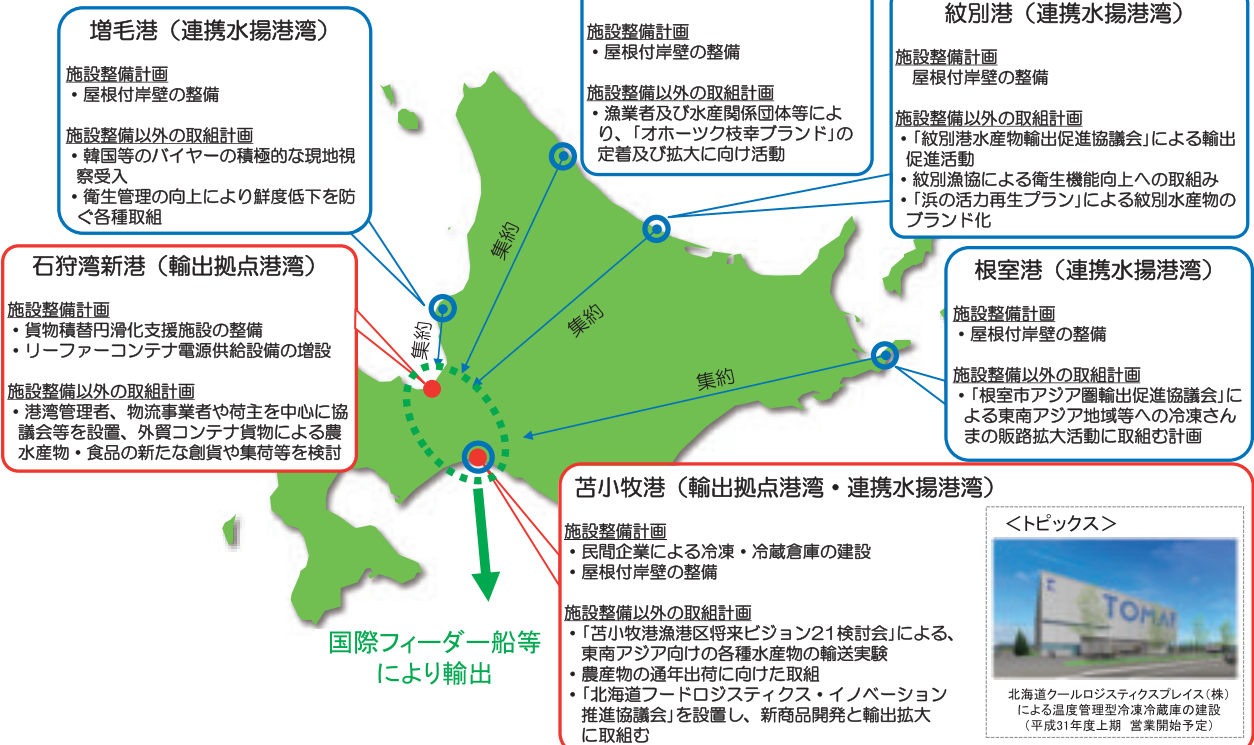 増毛港（連携水揚港湾）
施設整備計画
・屋根付岸壁の整備
施設整備以外の取組計画
・韓国等のバイヤーの積極的な現地視
察受入
・衛生管理の向上により鮮度低下を防
ぐ各種取組
施設整備計画
・屋根付岸壁の整備
施設整備以外の取組計画
・漁業者及び水産関係団体等によ
り、「オホーツク枝幸ブランド」の
定着及び拡大に向け活動
紋別港（連携水揚港湾）
施設整備計画
屋根付岸壁の整備
施設整備以外の取組計画
・「紋別港水産物輸出促進協議会」による輸出
促進活動
・紋別漁協による衛生機能向上への取組み
・「浜の活力再生プラン」による紋別水産物の
ブランド化
石狩湾新港（輸出拠点港湾）
施設整備計画
・貨物積替円滑化支援施設の整備
・リーファーコンテナ電源供給設備の増設
施設整備以外の取組計画
・港湾管理者、物流事業者や荷主を中心に協
議会等を設置、外貿コンテナ貨物による農
水産物・食品の新たな創貨や集荷等を検討
根室港（連携水揚港湾）
施設整備計画
・屋根付岸壁の整備
施設整備以外の取組計画
・「根室市アジア圏輸出促進協議会」に
よる東南アジア地域等への冷凍さん
まの販路拡大活動に取組む計画
集約
集約
集約
集約
国際フィーダー船等
により輸出
苫小牧港（輸出拠点港湾・連携水揚港湾）
施設整備計画
・民間企業による冷凍・冷蔵倉庫の建設
・屋根付岸壁の整備
施設整備以外の取組計画
・「苫小牧港漁港区将来ビジョン21検討会」による、
東南アジア向けの各種水産物の輸送実験
・農産物の通年出荷に向けた取組
・「北海道フードロジスティクス・イノベーション
推進協議会」を設置し、新商品開発と輸出拡大
に取組む
＜トピックス＞
TOMAI
北海道クールロジスティクスプレイス（株）
による温度管理型冷凍冷蔵庫の建設
（平成31年度上期 営業開始予定）